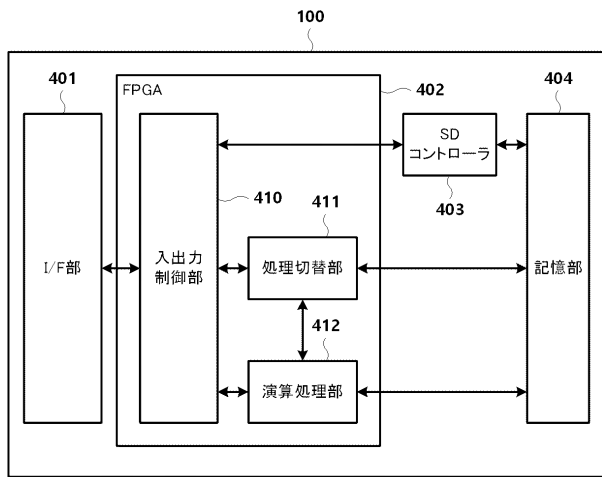 100
401
FPGA
402
404
SD
コントローラ
403
410
411
I/F部
入出力
制御部
処理切替部
記憶部
412
演算処理部